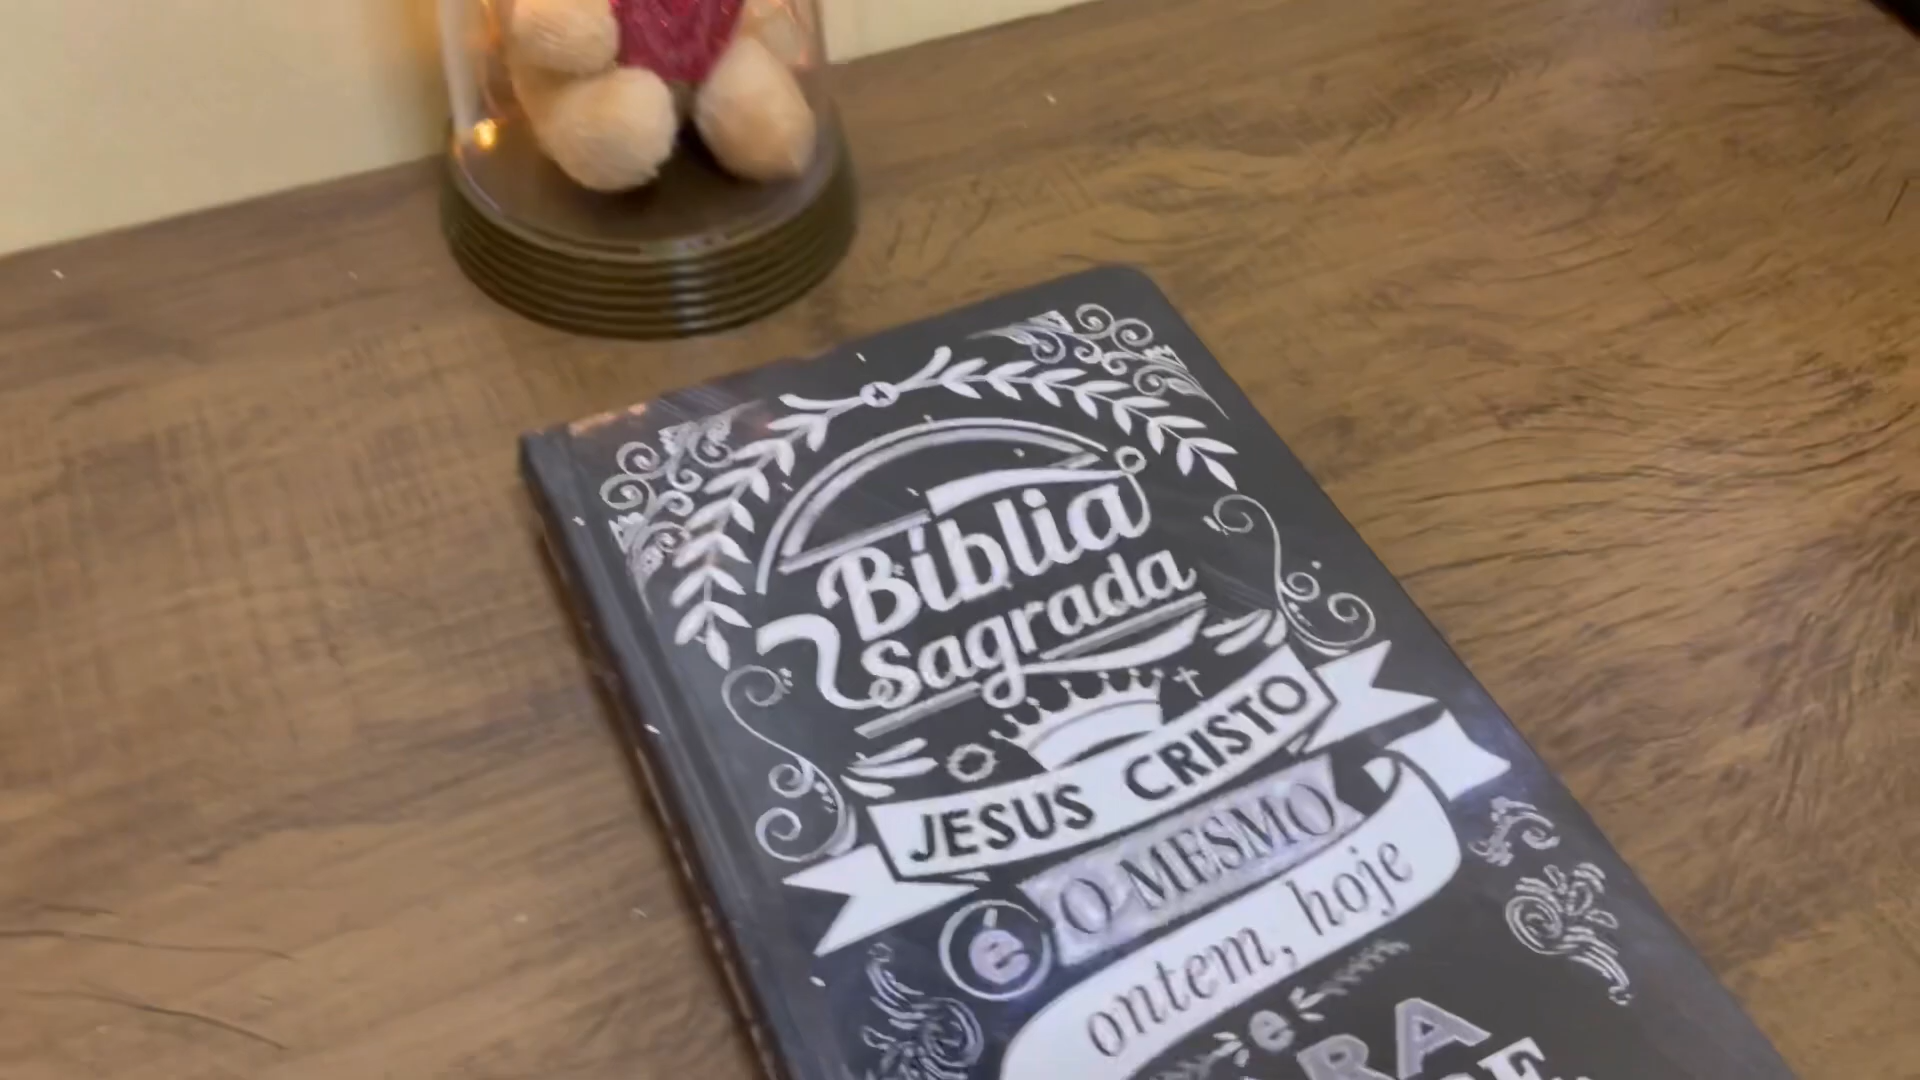 Bíblia
Sagrada
JESUS CRISTO
é O MESMO
ontem, hoje
e